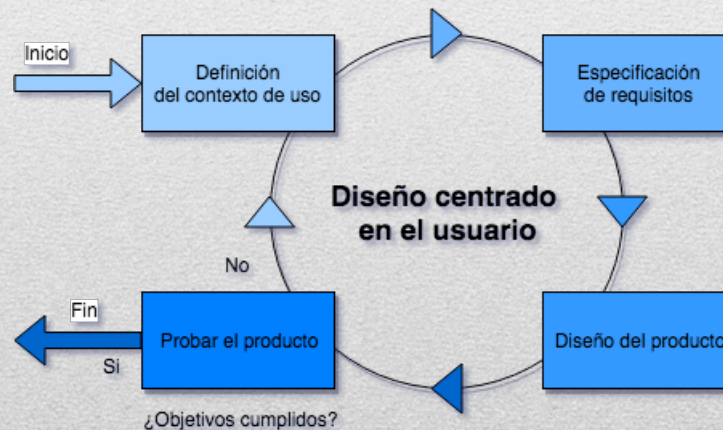 Inicio
Definición
del contexto de uso
Especificación
de requisitos
Diseño centrado
en el usuario
No
Fin
Si
Probar el producto
Diseño del producto
¿Objetivos cumplidos?